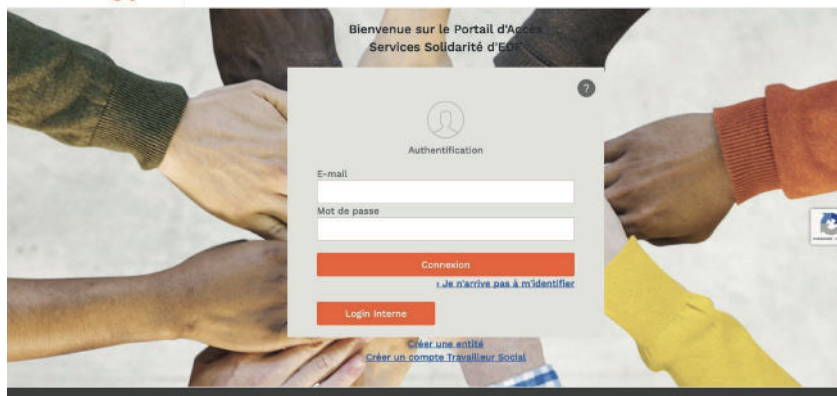 Bienvenue sur le Portail d'Accès
Services Solidarité d'EDF
?
Authentification
E-mail
Mot de passe
Connexion
› Je n'arrive pas à m'identifier
Login Interne
Créer une entité
Créer un compte Travailleur Social